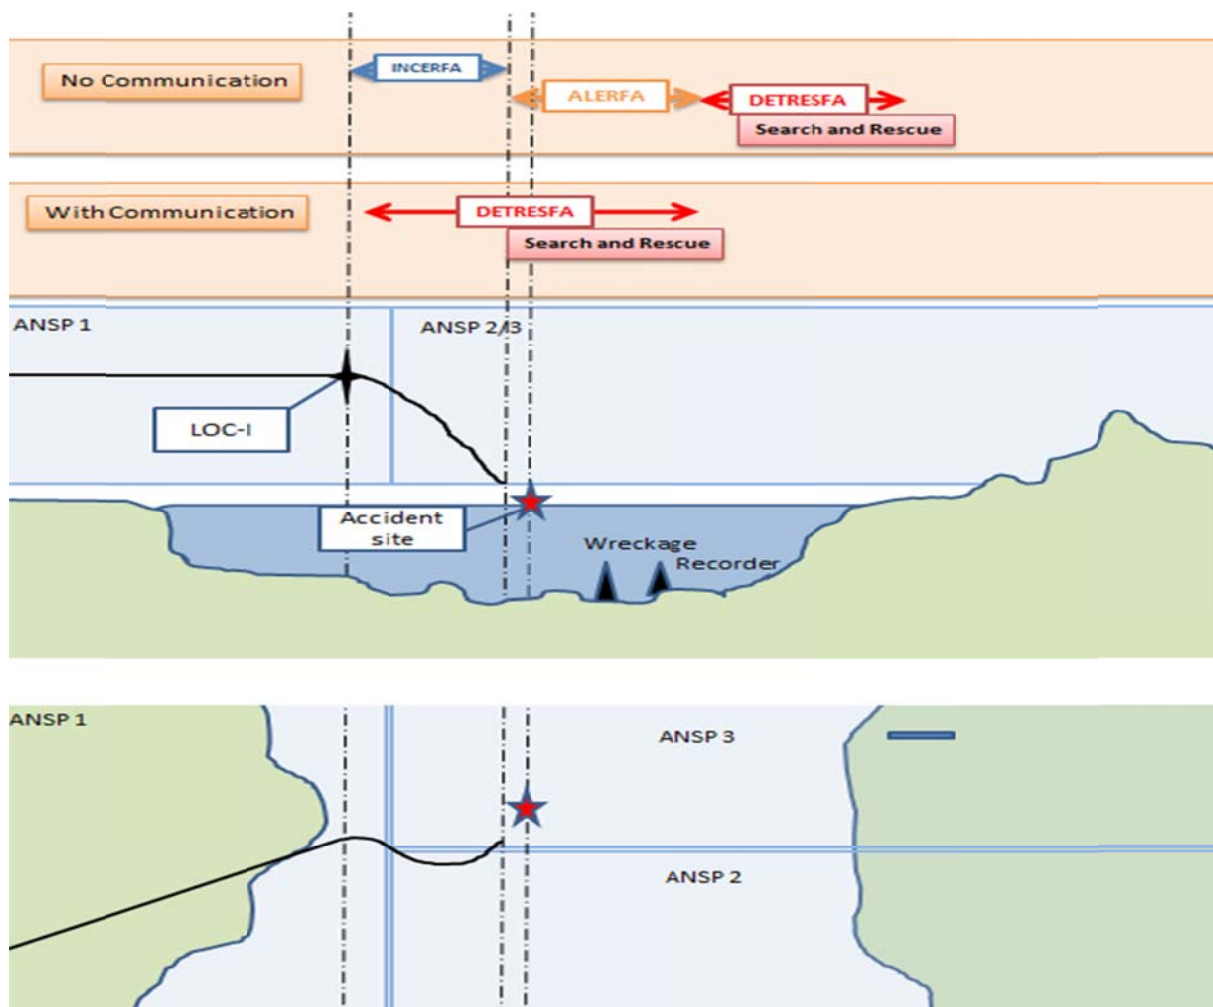 No Communication
INCERFA
ALERFA
DETRESFA
Search and Rescue
With Communication
DETRESFA
Search and Rescue
ANSP 1
ANSP 2/3
LOC-I
Accident
site
Wreckage
Recorder
ANSP 1
ANSP 3
ANSP 2